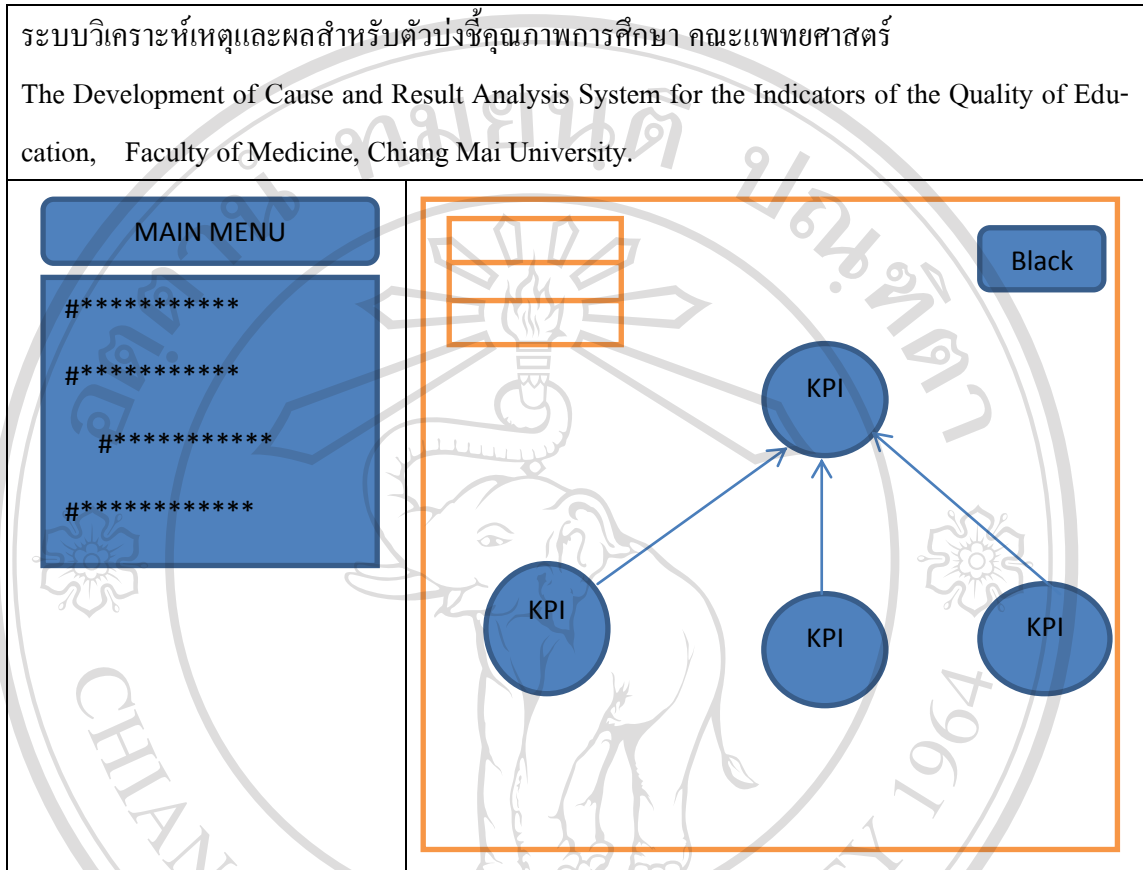 ระบบวิเคราะห์เหตุและผลสำหรับตัวบ่งชี้คุณภาพการศึกษา คณะแพทยศาสตร์
The Development of Cause and Result Analysis System for the Indicators of the Quality of Edu-
cation, Faculty of Medicine, Chiang Mai University.
MAIN MENU
#***********
#***********
#***********
#************
Black
KPI
KPI
KPI
KPI